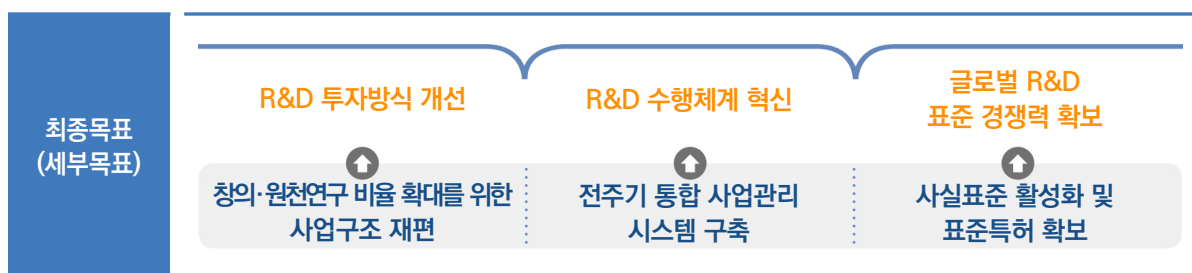 최종목표
(세부목표)
R&D 투자방식 개선
R&D 수행체계 혁신
글로벌 R&D
표준 경쟁력 확보
창의·원천연구 비율 확대를 위한
사업구조 재편
전주기 통합 사업관리
시스템 구축
사실표준 활성화 및
표준특허 확보